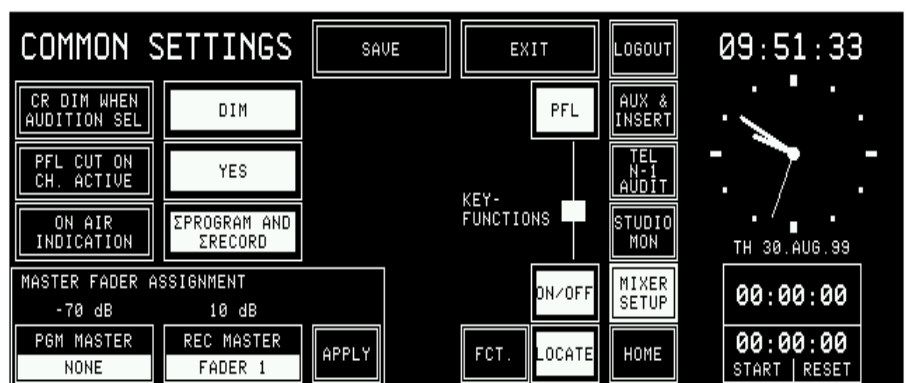 COMMON SETTINGS
SAVE
EXIT
LOGOUT
09:51:33
CR DIM WHEN
AUDITION SEL
DIM
PFL
AUX &
INSERT
PFL CUT ON
CH. ACTIVE
YES
TEL
N-1
AUDIT
KEY-
FUNCTIONS
ON AIR
INDICATION
ΣPROGRAM AND
ΣRECORD
STUDIO
MON
TH 30.AUG.99
MASTER FADER ASSIGNMENT
-70 dB
10 dB
ON/OFF
MIXER
SETUP
00:00:00
PGM MASTER
NONE
REC MASTER
FADER 1
APPLY
FCT.
LOCATE
HOME
00:00:00
START
RESET